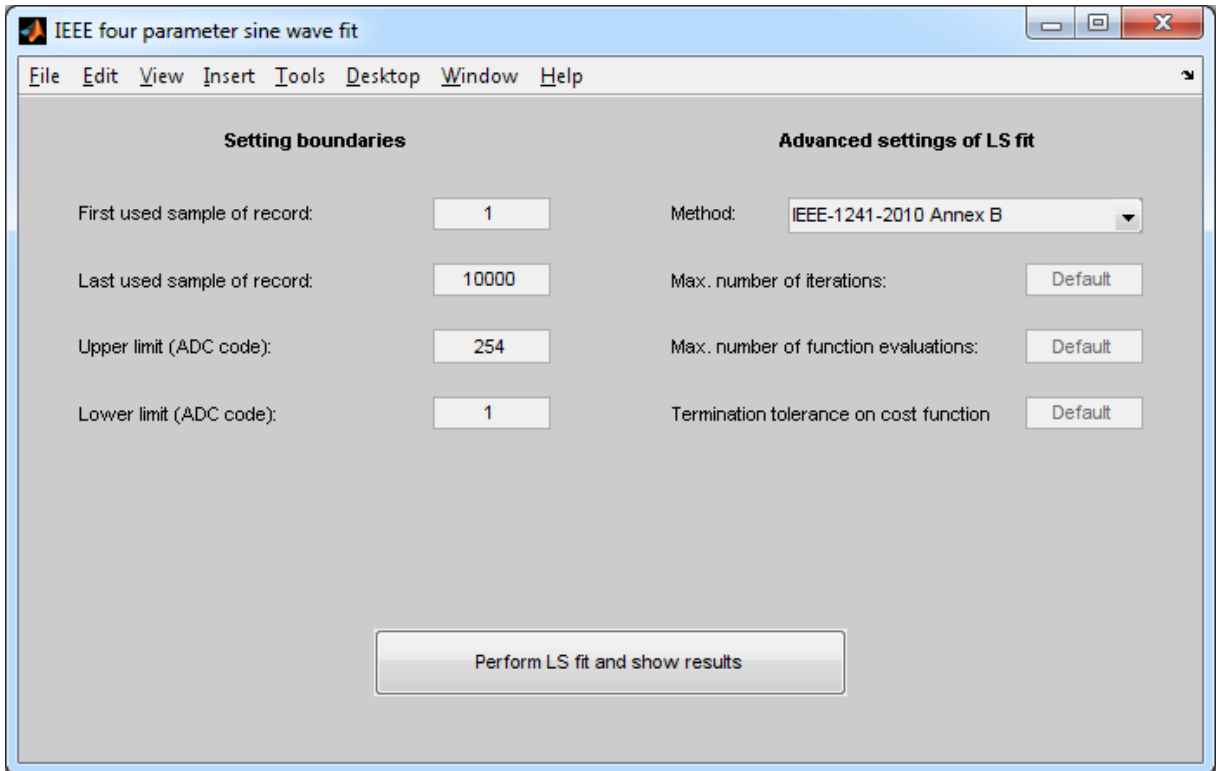 IEEE four parameter sine wave fit
File Edit View Insert Tools Desktop Window Help
Setting boundaries
Advanced settings of LS fit
First used sample of record: 1
Method: IEEE-1241-2010 Annex B
Last used sample of record: 10000
Max. number of iterations: Default
Upper limit (ADC code): 254
Max. number of function evaluations: Default
Lower limit (ADC code): 1
Termination tolerance on cost function Default
Perform LS fit and show results